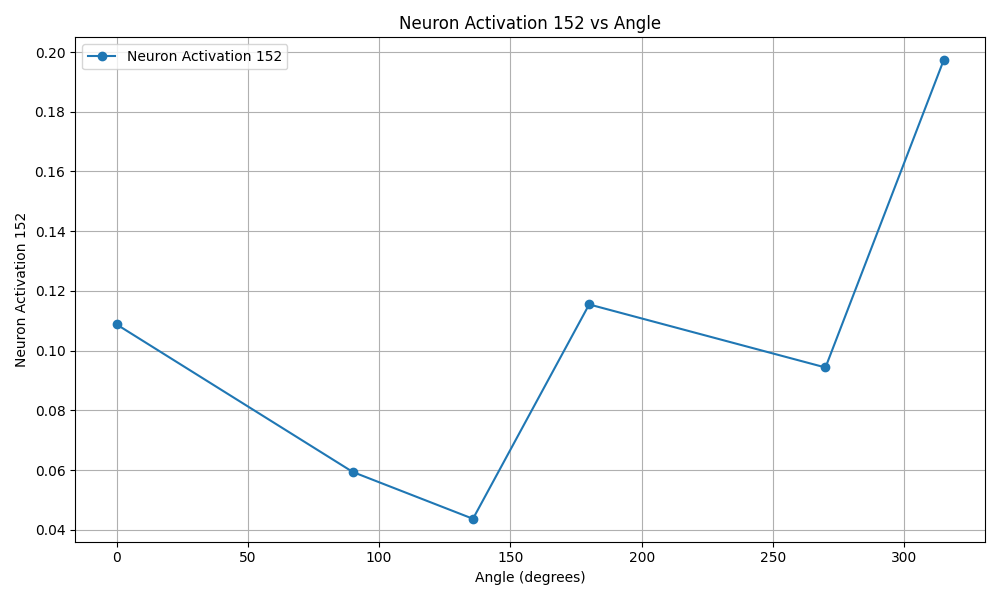 Neuron Activation 152 vs Angle
Neuron Activation 152
0.20
0.18
0.16
0.14
0.12
0.10
0.08
0.06
0.04
Neuron Activation 152
0 50 100 150 200 250 300
Angle (degrees)